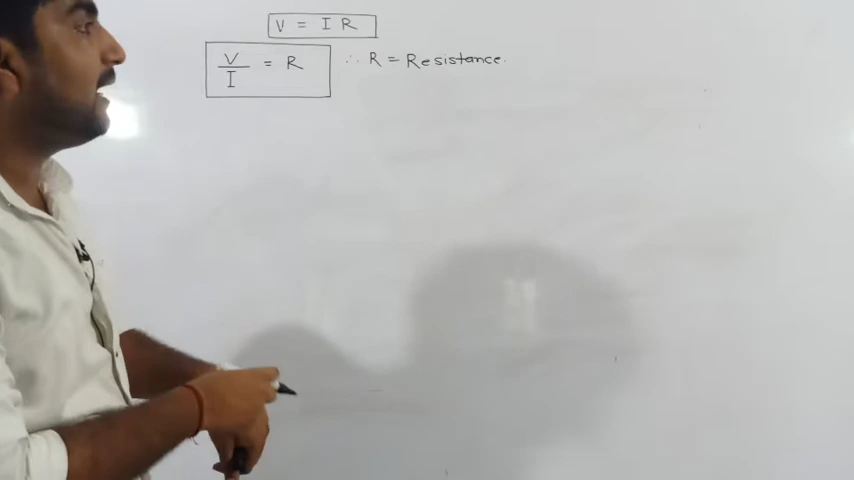 V = I R
V/I = R ∴ R = Resistance.